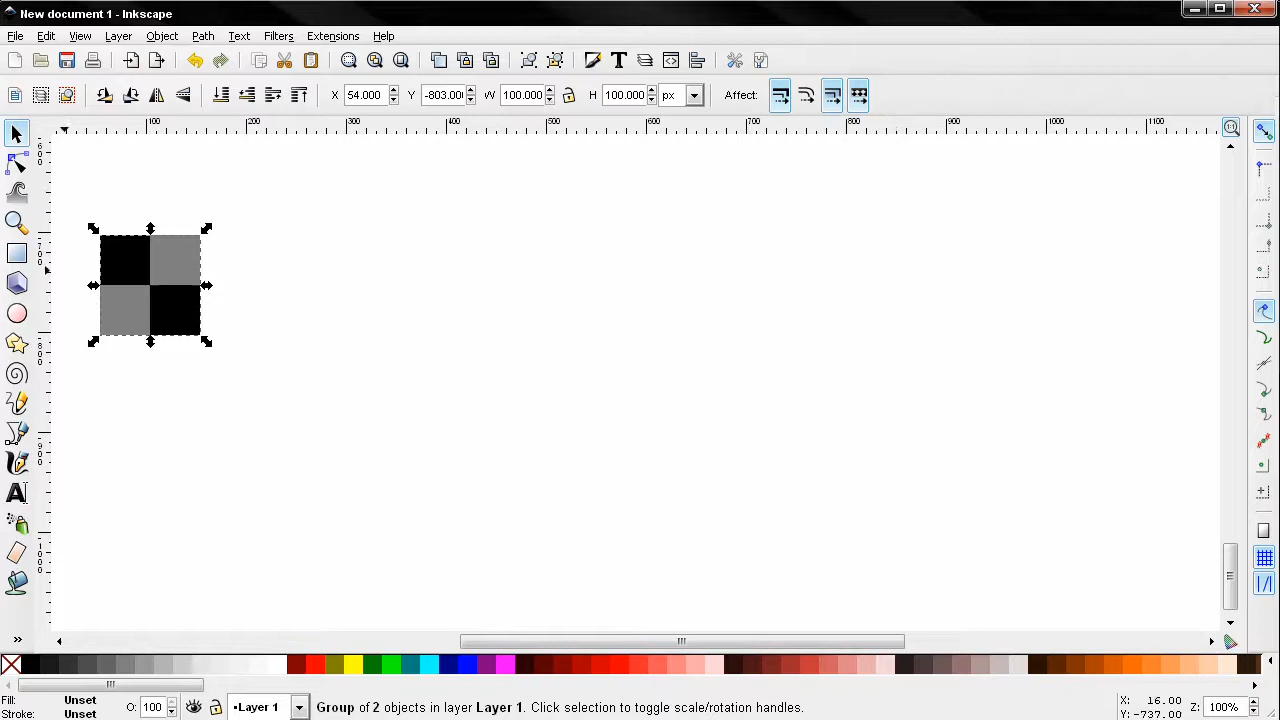 New document 1 - Inkscape
File Edit View Layer Object Path Text Filters Extensions Help
X 54.000 Y -803.00 W 100.000 H 100.000 px Affect:
100 200 300 400 500 600 700 800 900 1000 1100
Fill: Unset O: 100 Layer 1 Group of 2 objects in layer Layer 1. Click selection to toggle scale/rotation handles. X: 16.00 Z: 100%
Stroke: Unset Y: -737.00